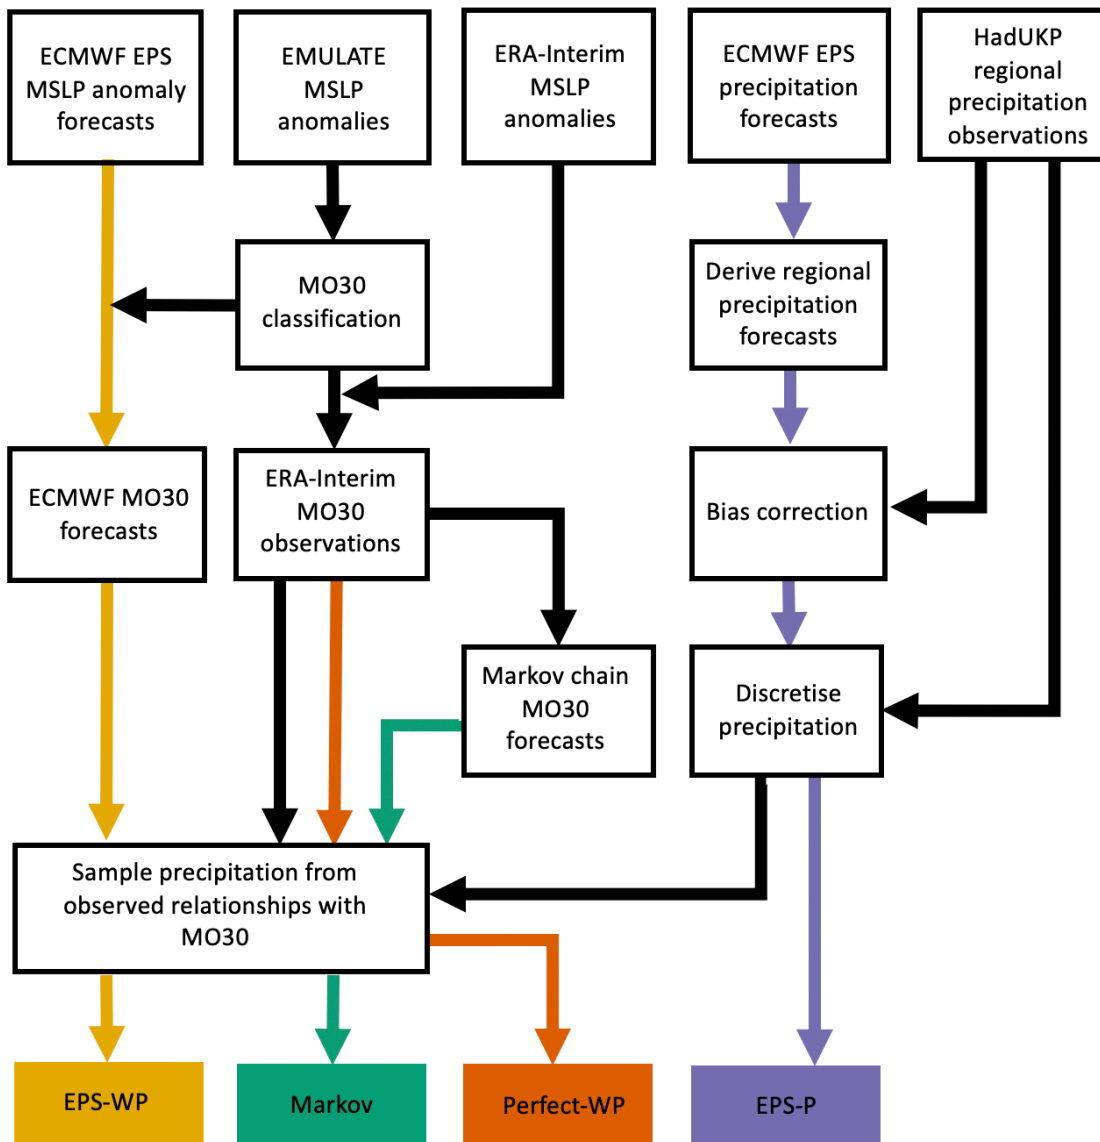 ECMWF EPS
MSLP anomaly
forecasts
EMULATE
MSLP
anomalies
ERA-Interim
MSLP
anomalies
ECMWF EPS
precipitation
forecasts
HadUKP
regional
precipitation
observations
MO30
classification
Derive regional
precipitation
forecasts
ECMWF MO30
forecasts
ERA-Interim
MO30
observations
Bias correction
Markov chain
MO30
forecasts
Discretise
precipitation
Sample precipitation from
observed relationships with
MO30
EPS-WP
Markov
Perfect-WP
EPS-P